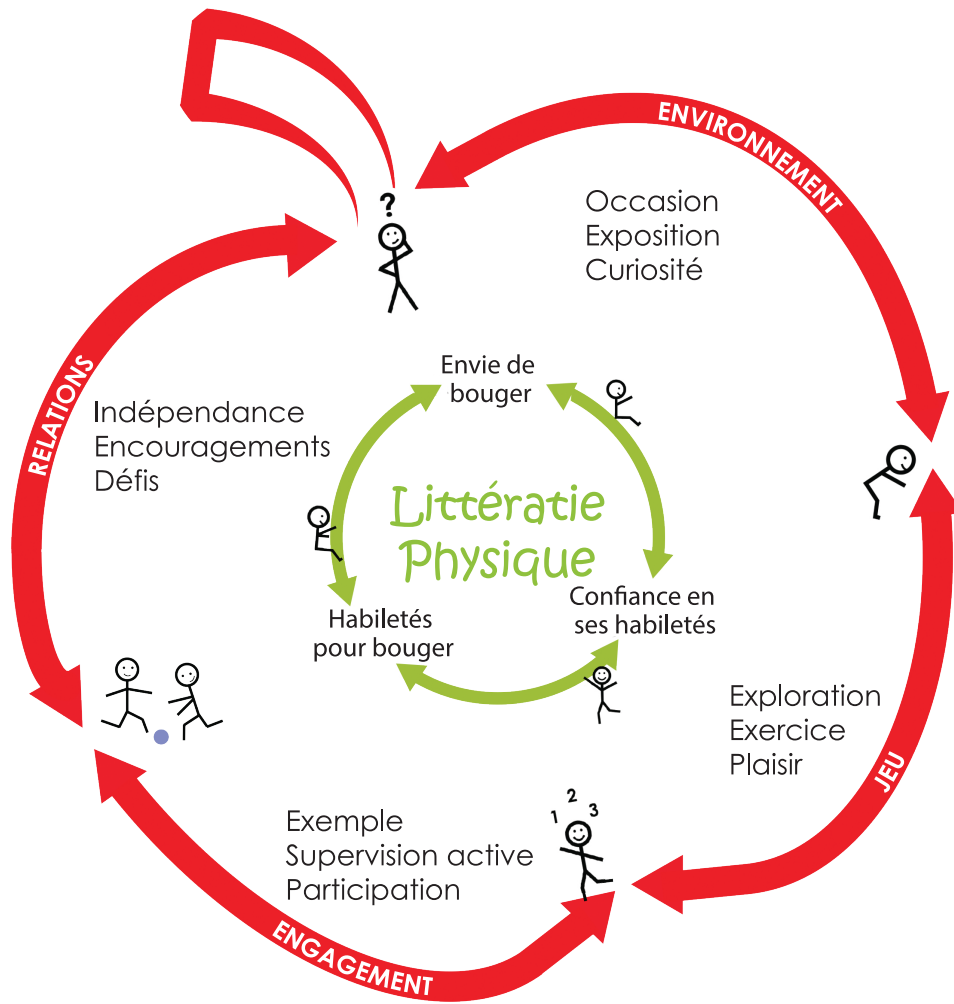 ENVIRONNEMENT
?
Occasion
Exposition
Curiosité
Envie de
bouger
RELATIONS
Indépendance
Encouragements
Défis
Littératie
Physique
Confiance en
ses habiletés
Habiletés
pour bouger
Exploration
Exercice
Plaisir
JEU
1 2 3
Exemple
Supervision active
Participation
ENGAGEMENT